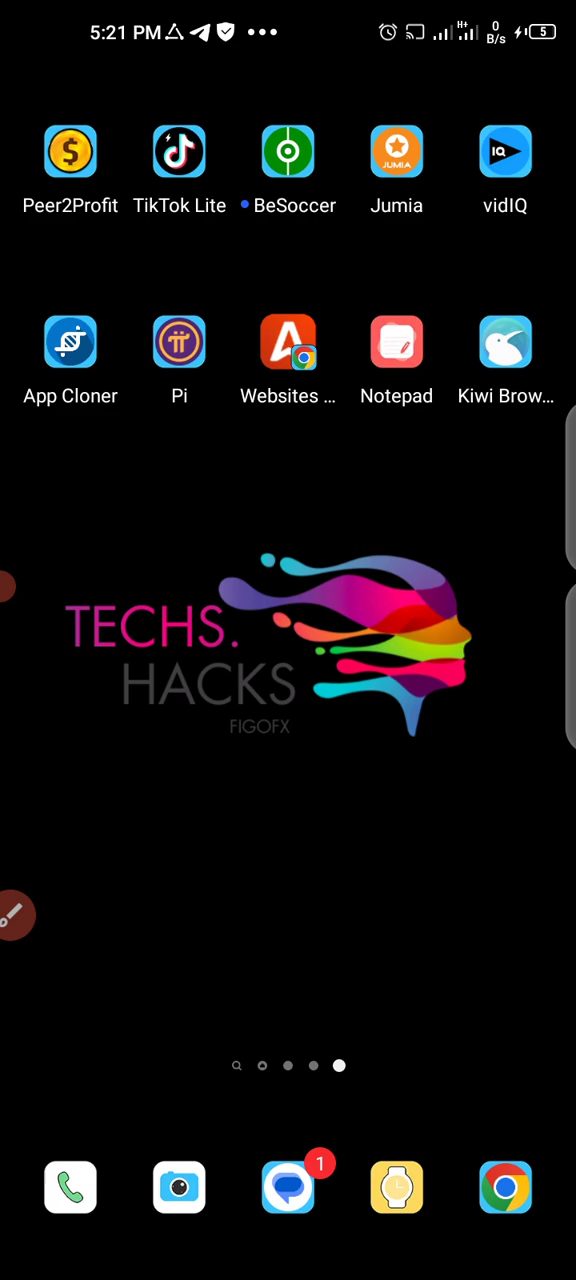 5:21 PM H+ 0 B/s 5
Peer2Profit TikTok Lite BeSoccer Jumia vidIQ
App Cloner Pi Websites ... Notepad Kiwi Brow...
TECHS.
HACKS
FIGOFX
1